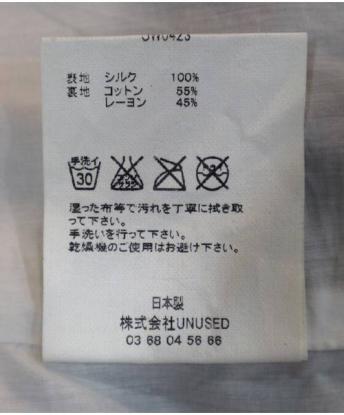 UW0423
表地 シルク 100%
裏地 コットン 55%
レーヨン 45%
手洗イ
30
湿った布等で汚れを丁寧に拭き取
って下さい。
手洗いを行って下さい。
乾燥機のご使用はお避け下さい。
日本製
株式会社UNUSED
03 68 04 56 66